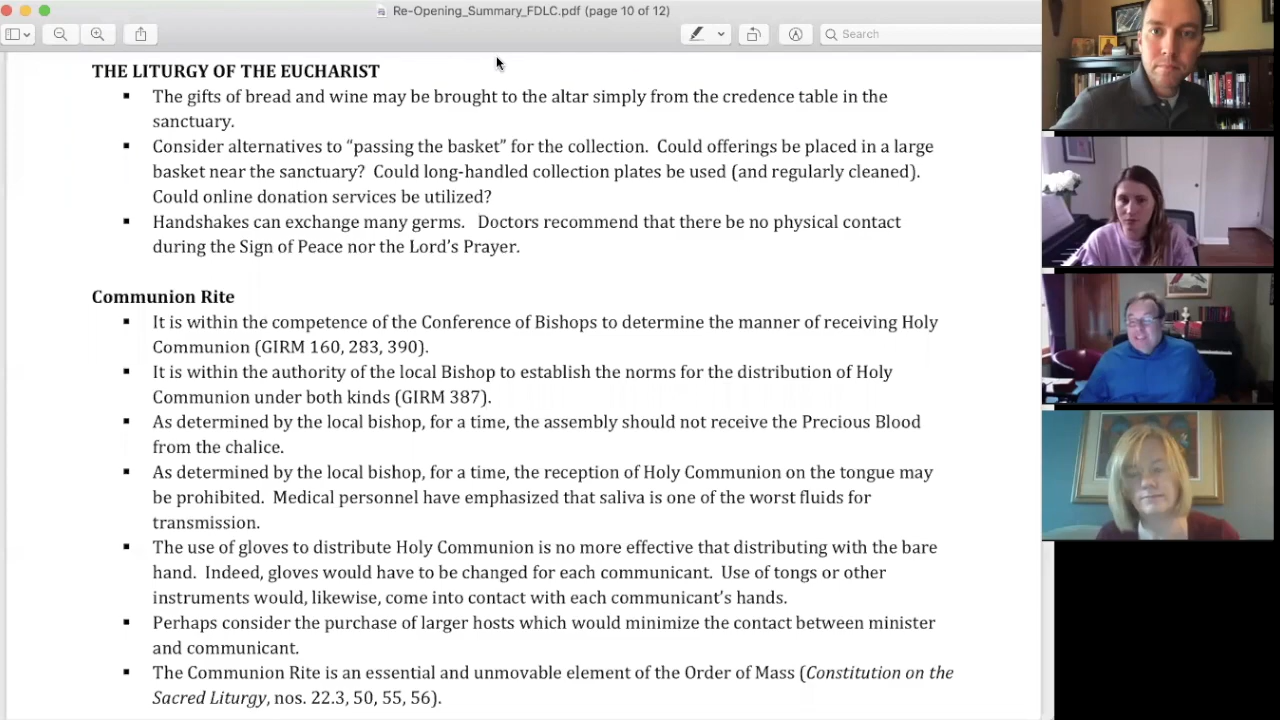 Re-Opening_Summary_FDLC.pdf (page 10 of 12)
Search
THE LITURGY OF THE EUCHARIST
▪ The gifts of bread and wine may be brought to the altar simply from the credence table in the
sanctuary.
▪ Consider alternatives to “passing the basket” for the collection. Could offerings be placed in a large
basket near the sanctuary? Could long-handled collection plates be used (and regularly cleaned).
Could online donation services be utilized?
▪ Handshakes can exchange many germs. Doctors recommend that there be no physical contact
during the Sign of Peace nor the Lord’s Prayer.
Communion Rite
▪ It is within the competence of the Conference of Bishops to determine the manner of receiving Holy
Communion (GIRM 160, 283, 390).
▪ It is within the authority of the local Bishop to establish the norms for the distribution of Holy
Communion under both kinds (GIRM 387).
▪ As determined by the local bishop, for a time, the assembly should not receive the Precious Blood
from the chalice.
▪ As determined by the local bishop, for a time, the reception of Holy Communion on the tongue may
be prohibited. Medical personnel have emphasized that saliva is one of the worst fluids for
transmission.
▪ The use of gloves to distribute Holy Communion is no more effective that distributing with the bare
hand. Indeed, gloves would have to be changed for each communicant. Use of tongs or other
instruments would, likewise, come into contact with each communicant’s hands.
▪ Perhaps consider the purchase of larger hosts which would minimize the contact between minister
and communicant.
▪ The Communion Rite is an essential and unmovable element of the Order of Mass (Constitution on the
Sacred Liturgy, nos. 22.3, 50, 55, 56).